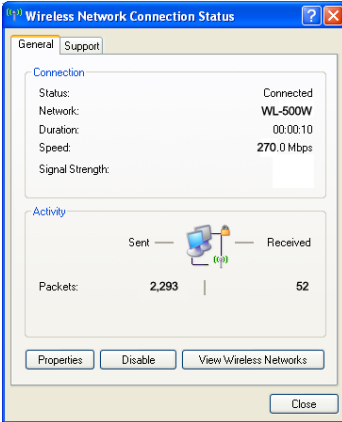 Wireless Network Connection Status
General Support
Connection
Status: Connected
Network: WL-500W
Duration: 00:00:10
Speed: 270.0 Mbps
Signal Strength:
Activity
Sent — — Received
Packets: 2,293 | 52
Properties Disable View Wireless Networks
Close